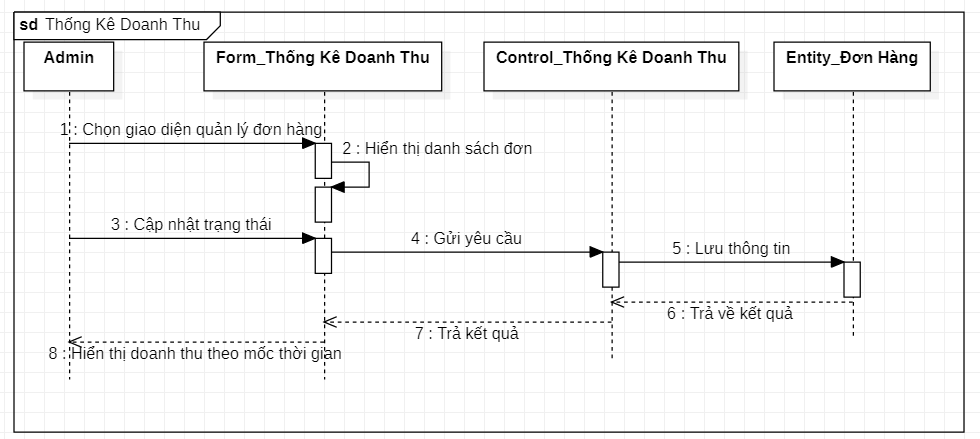 sd Thống Kê Doanh Thu
Admin
Form_Thống Kê Doanh Thu
Control_Thống Kê Doanh Thu
Entity_Đơn Hàng
1 : Chọn giao diện quản lý đơn hàng
2 : Hiển thị danh sách đơn
3 : Cập nhật trạng thái
4 : Gửi yêu cầu
5 : Lưu thông tin
6 : Trả về kết quả
7 : Trả kết quả
8 : Hiển thị doanh thu theo mốc thời gian